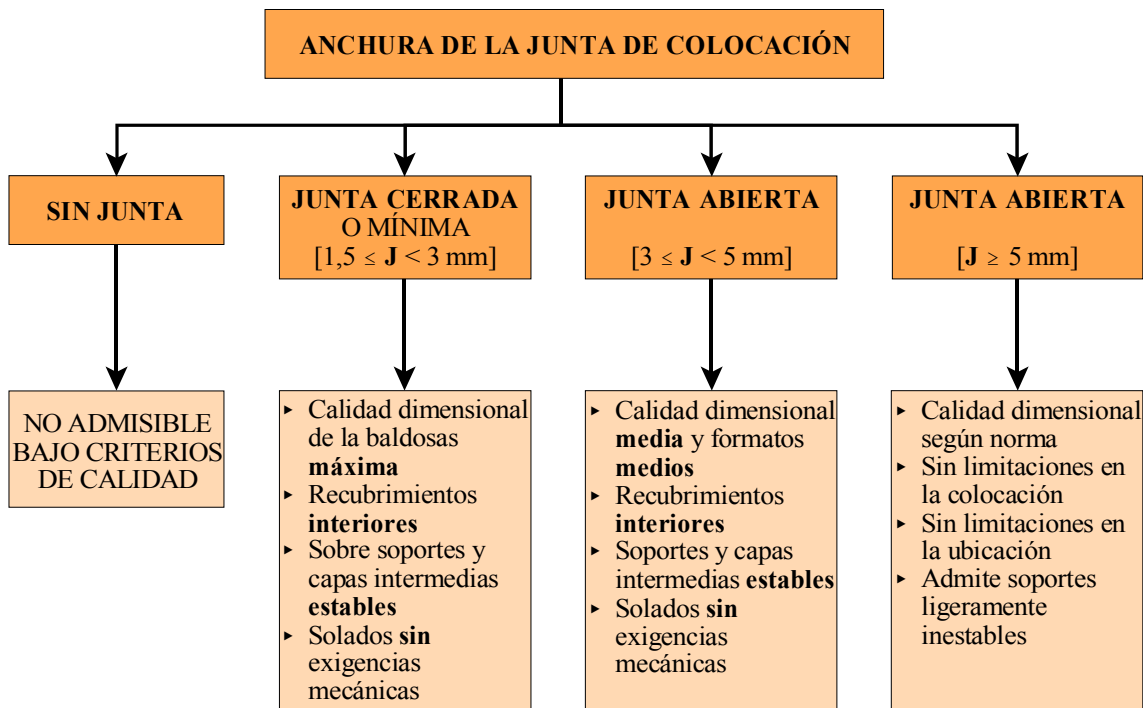 ANCHURA DE LA JUNTA DE COLOCACIÓN
SIN JUNTA
JUNTA CERRADA
O MÍNIMA
[1,5 ≤ J < 3 mm]
JUNTA ABIERTA
[3 ≤ J < 5 mm]
JUNTA ABIERTA
[J ≥ 5 mm]
NO ADMISIBLE
BAJO CRITERIOS
DE CALIDAD
▸ Calidad dimensional
de la baldosas
máxima
▸ Recubrimientos
interiores
▸ Sobre soportes y
capas intermedias
estables
▸ Solados sin
exigencias
mecánicas
▸ Calidad dimensional
media y formatos
medios
▸ Recubrimientos
interiores
▸ Soportes y capas
intermedias estables
▸ Solados sin
exigencias
mecánicas
▸ Calidad dimensional
según norma
▸ Sin limitaciones en
la colocación
▸ Sin limitaciones en
la ubicación
▸ Admite soportes
ligeramente
inestables